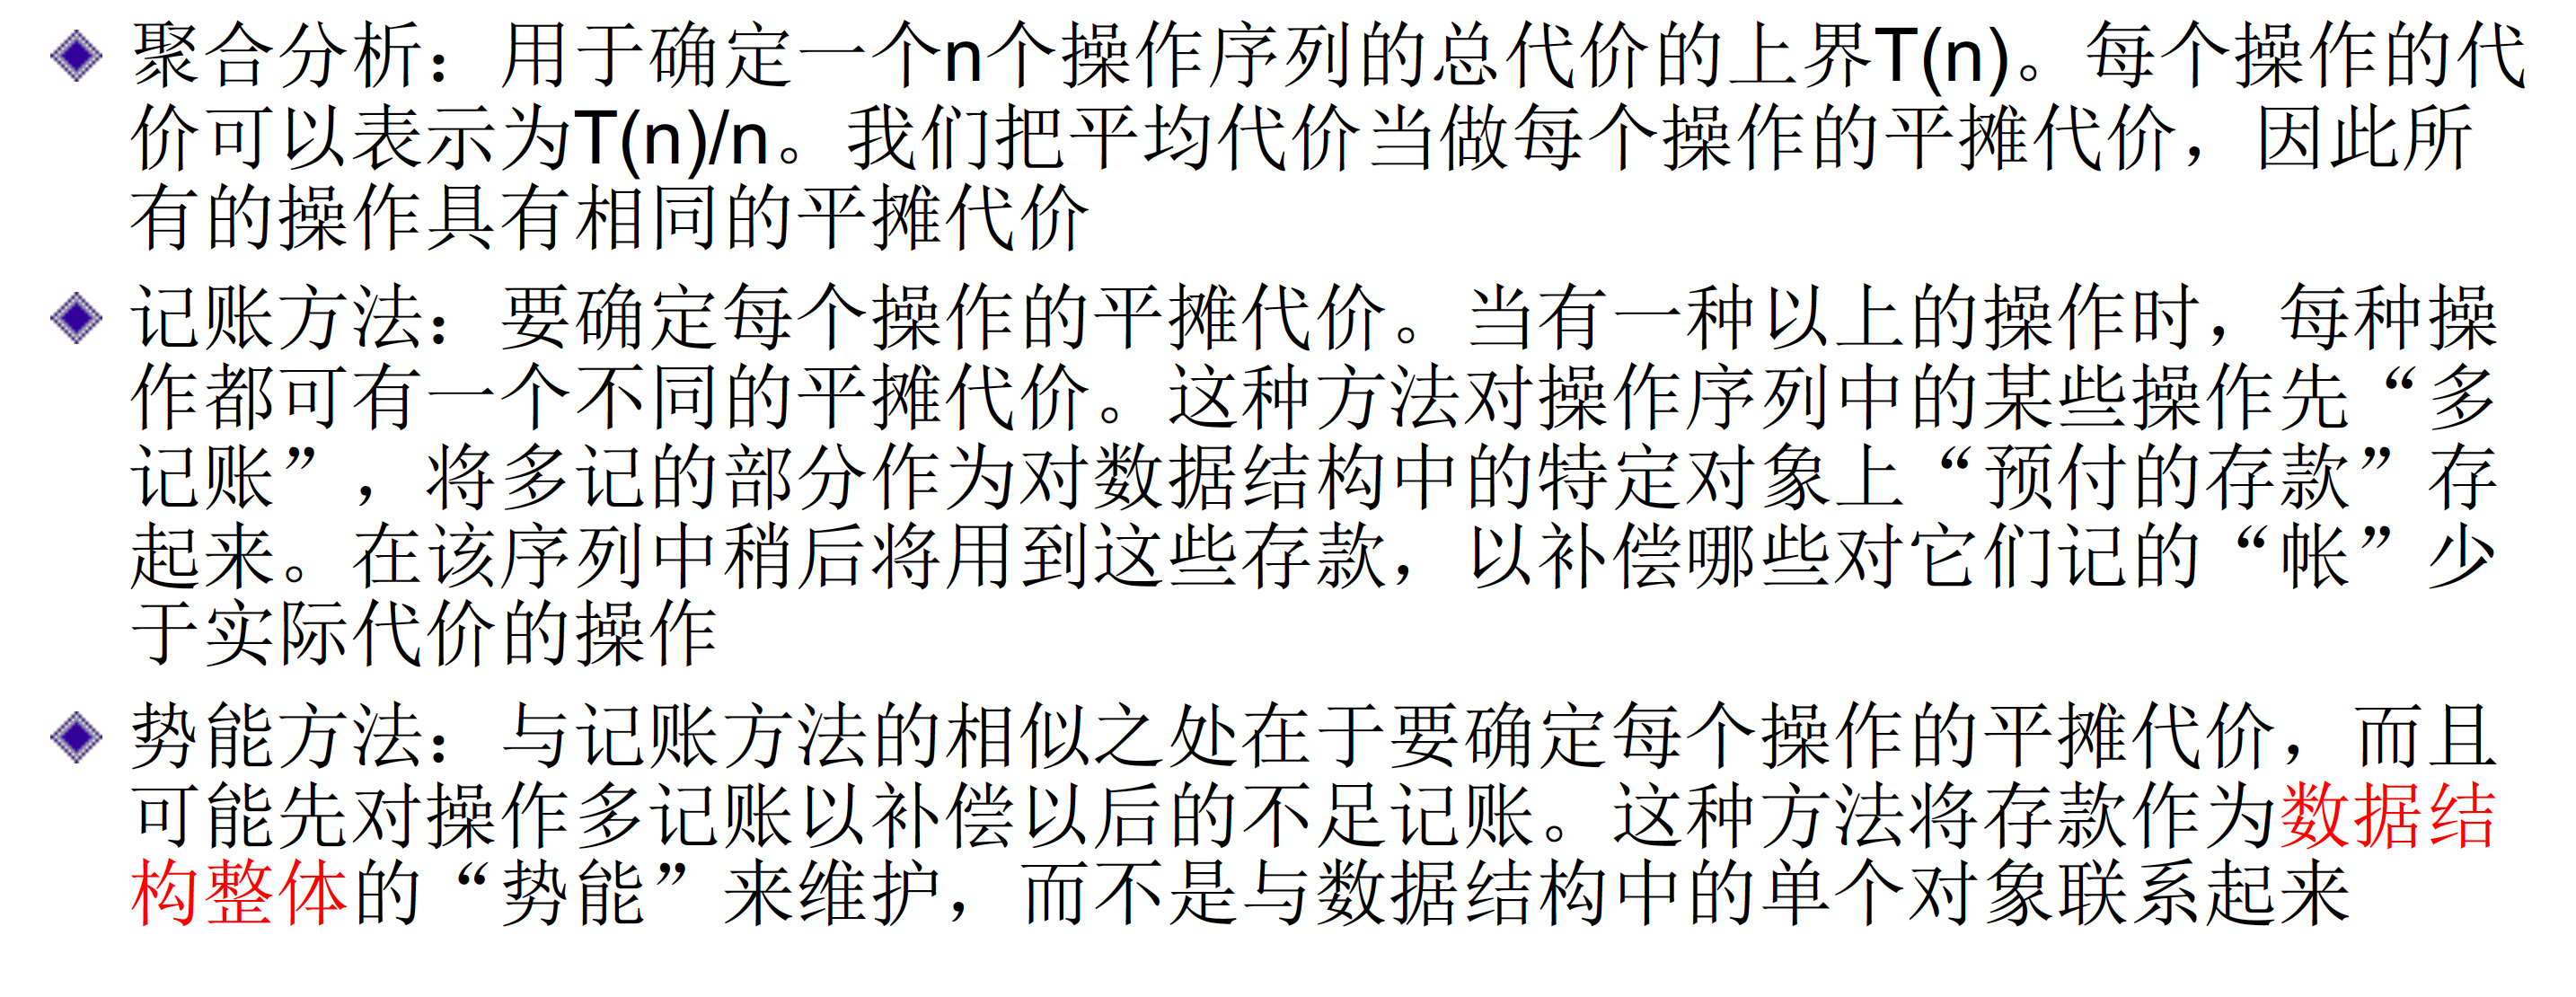 聚合分析：用于确定一个n个操作序列的总代价的上界T(n)。每个操作的代
价可以表示为T(n)/n。我们把平均代价当做每个操作的平摊代价，因此所
有的操作具有相同的平摊代价
记账方法：要确定每个操作的平摊代价。当有一种以上的操作时，每种操
作都可有一个不同的平摊代价。这种方法对操作序列中的某些操作先“多
记账”，将多记的部分作为对数据结构中的特定对象上“预付的存款”存
起来。在该序列中稍后将用到这些存款，以补偿哪些对它们记的“帐”少
于实际代价的操作
势能方法：与记账方法的相似之处在于要确定每个操作的平摊代价，而且
可能先对操作多记账以补偿以后的不足记账。这种方法将存款作为数据结
构整体的“势能”来维护，而不是与数据结构中的单个对象联系起来